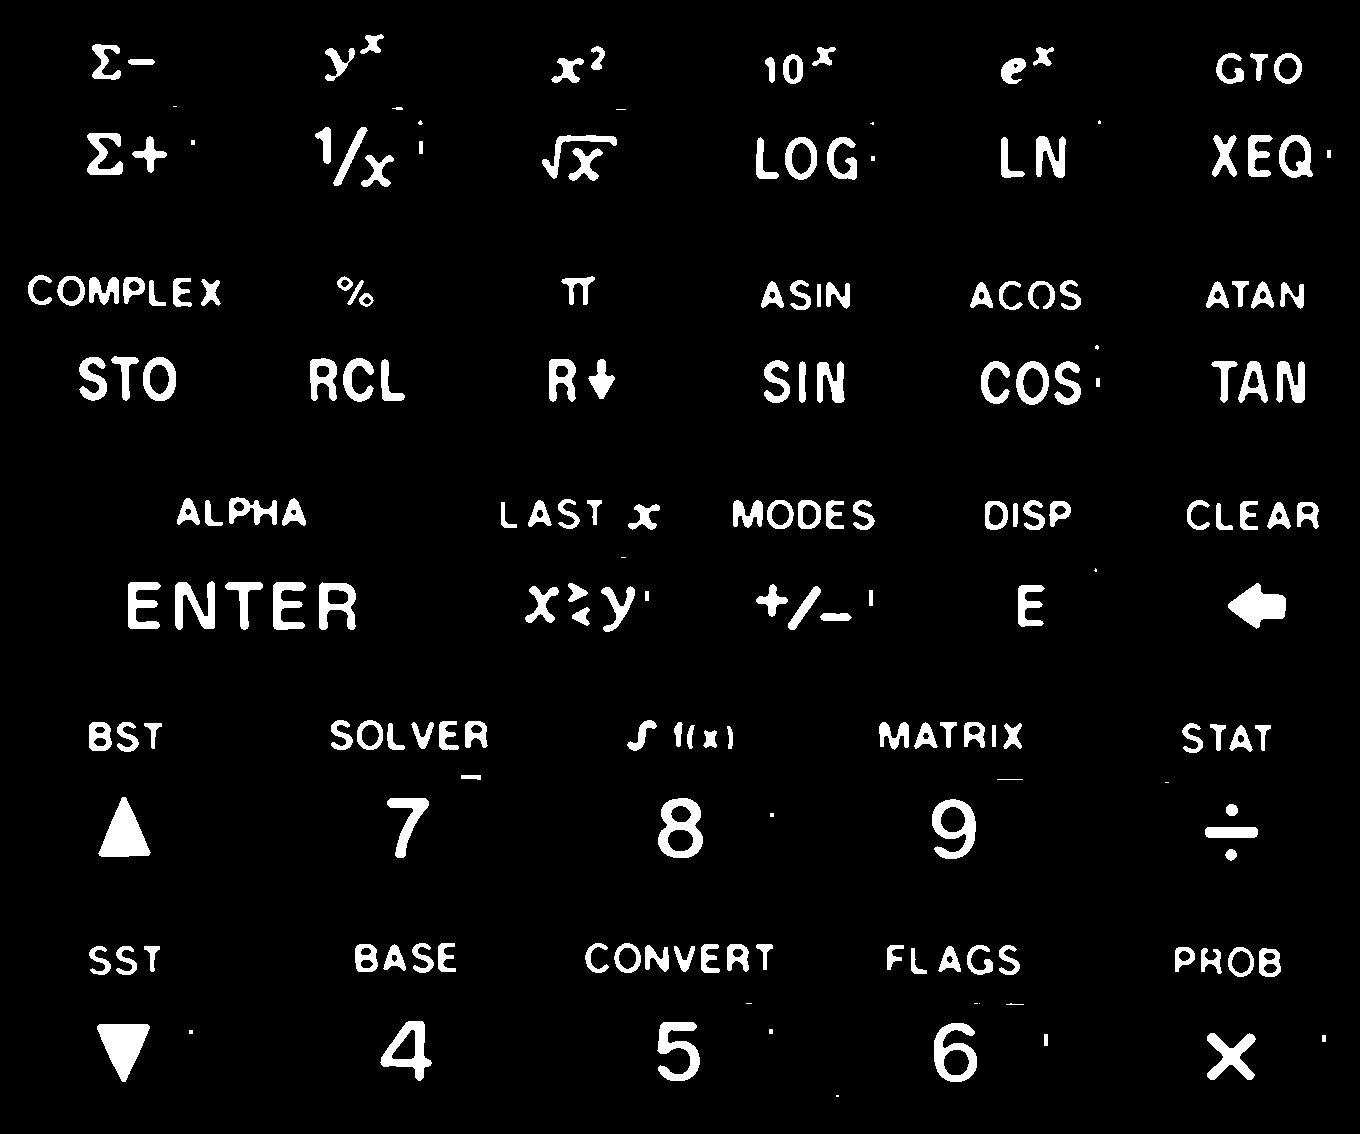 Σ− yˣ x² 10ˣ eˣ GTO
Σ+ 1/x √x LOG LN XEQ
COMPLEX % π ASIN ACOS ATAN
STO RCL R↓ SIN COS TAN
ALPHA LAST x MODES DISP CLEAR
ENTER x≷y +/− E ←
BST SOLVER ∫ f(x) MATRIX STAT
▲ 7 8 9 ÷
SST BASE CONVERT FLAGS PROB
▼ 4 5 6 ×